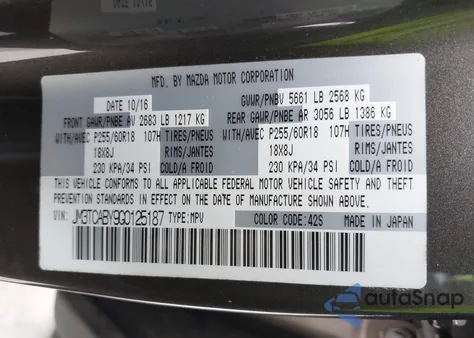 MFD. BY MAZDA MOTOR CORPORATION
DATE 10/16 GVWR/PNBV 5661 LB 2568 KG
FRONT GAWR/PNBE AV 2683 LB 1217 KG REAR GAWR/PNBE AR 3056 LB 1386 KG
WITH/AVEC P255/60R18 107H TIRES/PNEUS WITH/AVEC P255/60R18 107H TIRES/PNEUS
18X8J RIMS/JANTES 18X8J RIMS/JANTES
230 KPA/34 PSI COLD/A FROID 230 KPA/34 PSI COLD/A FROID
THIS VEHICLE CONFORMS TO ALL APPLICABLE FEDERAL MOTOR VEHICLE SAFETY AND THEFT
PREVENTION STANDARDS IN EFFECT ON THE DATE OF MANUFACTURE
SHOWN ABOVE.
VIN: JM3TCABY9G0125187 TYPE:MPV COLOR CODE:42S MADE IN JAPAN
autoSnap